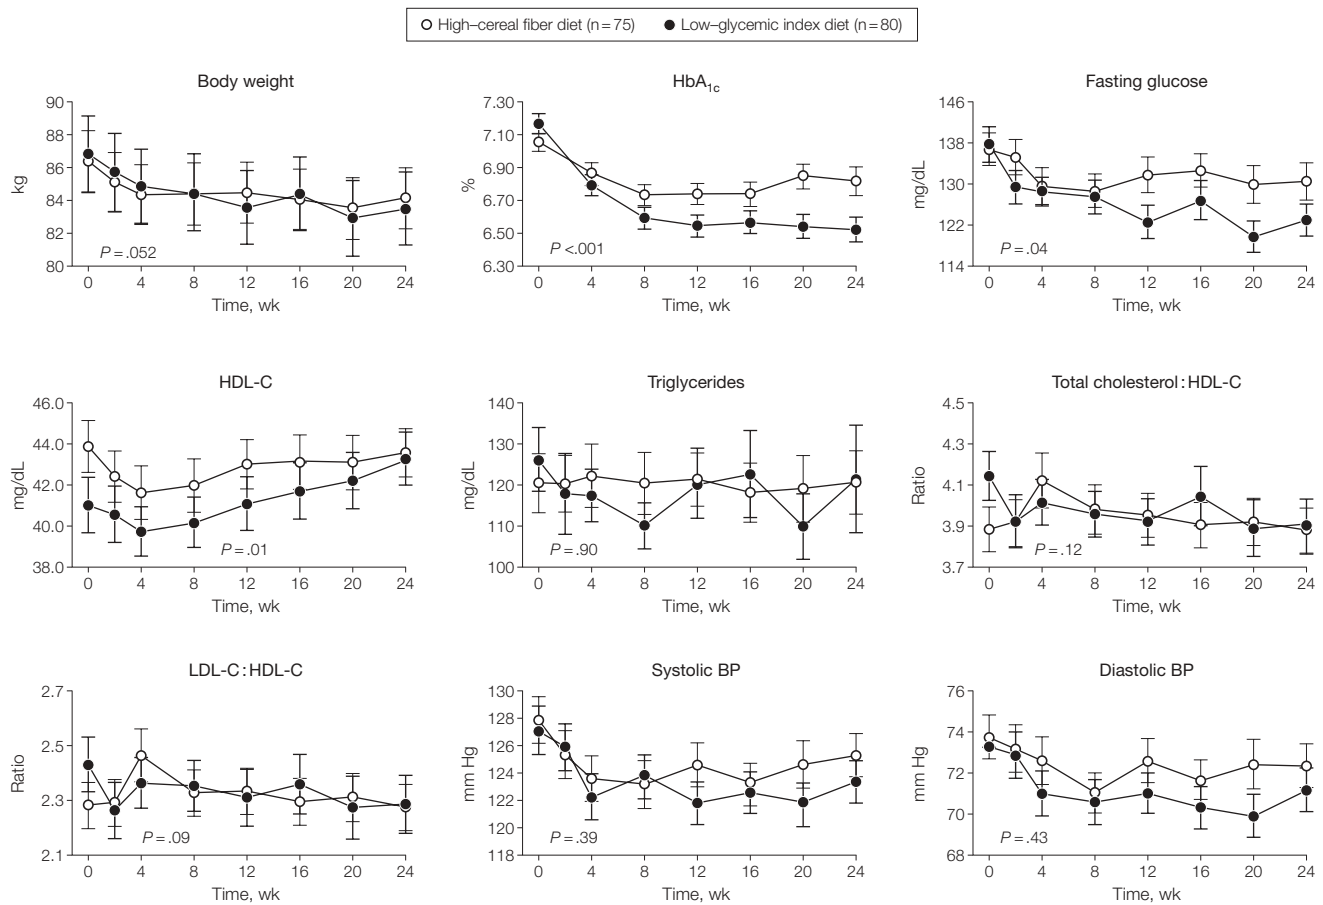 High–cereal fiber diet (n = 75) Low–glycemic index diet (n = 80)
Body weight
90
88
86
84
82
80
kg
P = .052
0 4 8 12 16 20 24
Time, wk
HbA1c
7.30
7.10
6.90
6.70
6.50
6.30
%
P <.001
0 4 8 12 16 20 24
Time, wk
Fasting glucose
146
138
130
122
114
mg/dL
P = .04
0 4 8 12 16 20 24
Time, wk
HDL-C
46.0
44.0
42.0
40.0
38.0
mg/dL
P = .01
0 4 8 12 16 20 24
Time, wk
Triglycerides
140
130
120
110
100
mg/dL
P = .90
0 4 8 12 16 20 24
Time, wk
Total cholesterol : HDL-C
4.5
4.3
4.1
3.9
3.7
Ratio
P = .12
0 4 8 12 16 20 24
Time, wk
LDL-C : HDL-C
2.7
2.5
2.3
2.1
Ratio
P = .09
0 4 8 12 16 20 24
Time, wk
Systolic BP
130
128
126
124
122
120
118
mm Hg
P = .39
0 4 8 12 16 20 24
Time, wk
Diastolic BP
76
74
72
70
68
mm Hg
P = .43
0 4 8 12 16 20 24
Time, wk